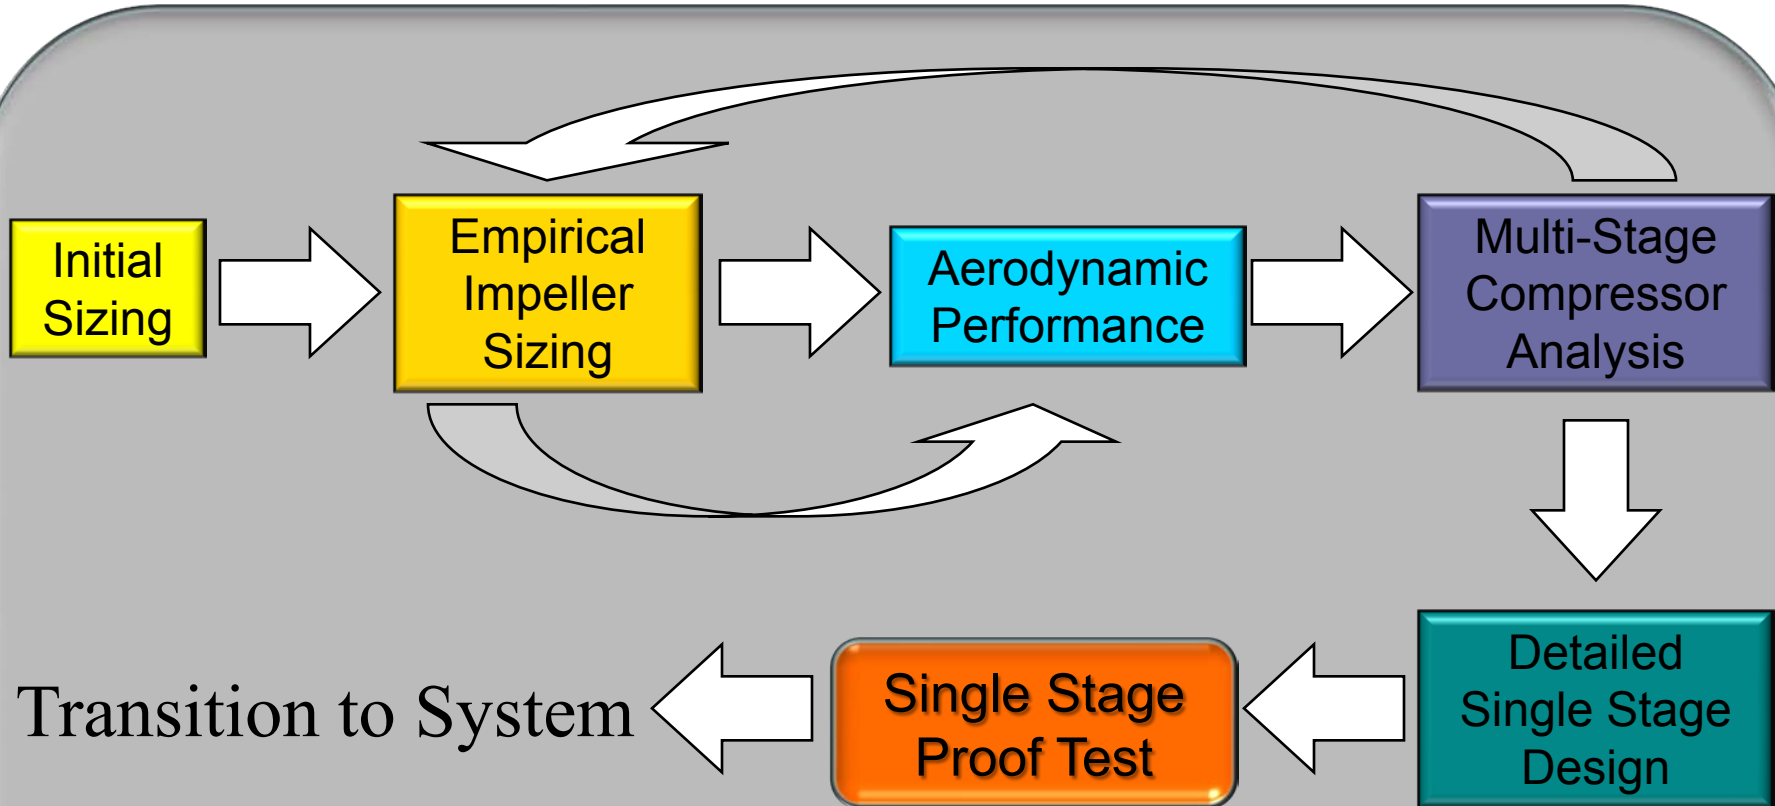 Initial
Sizing
Empirical
Impeller
Sizing
Aerodynamic
Performance
Multi-Stage
Compressor
Analysis
Detailed
Single Stage
Design
Single Stage
Proof Test
Transition to System